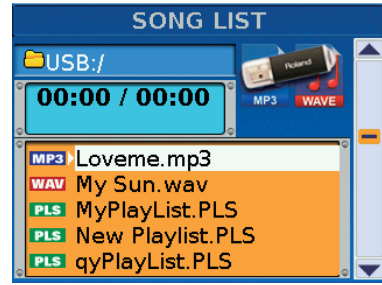 SONG LIST
USB:/
Roland
00:00 / 00:00
MP3 WAVE
MP3 Loveme.mp3
WAV My Sun.wav
PLS MyPlayList.PLS
PLS New Playlist.PLS
PLS qyPlayList.PLS